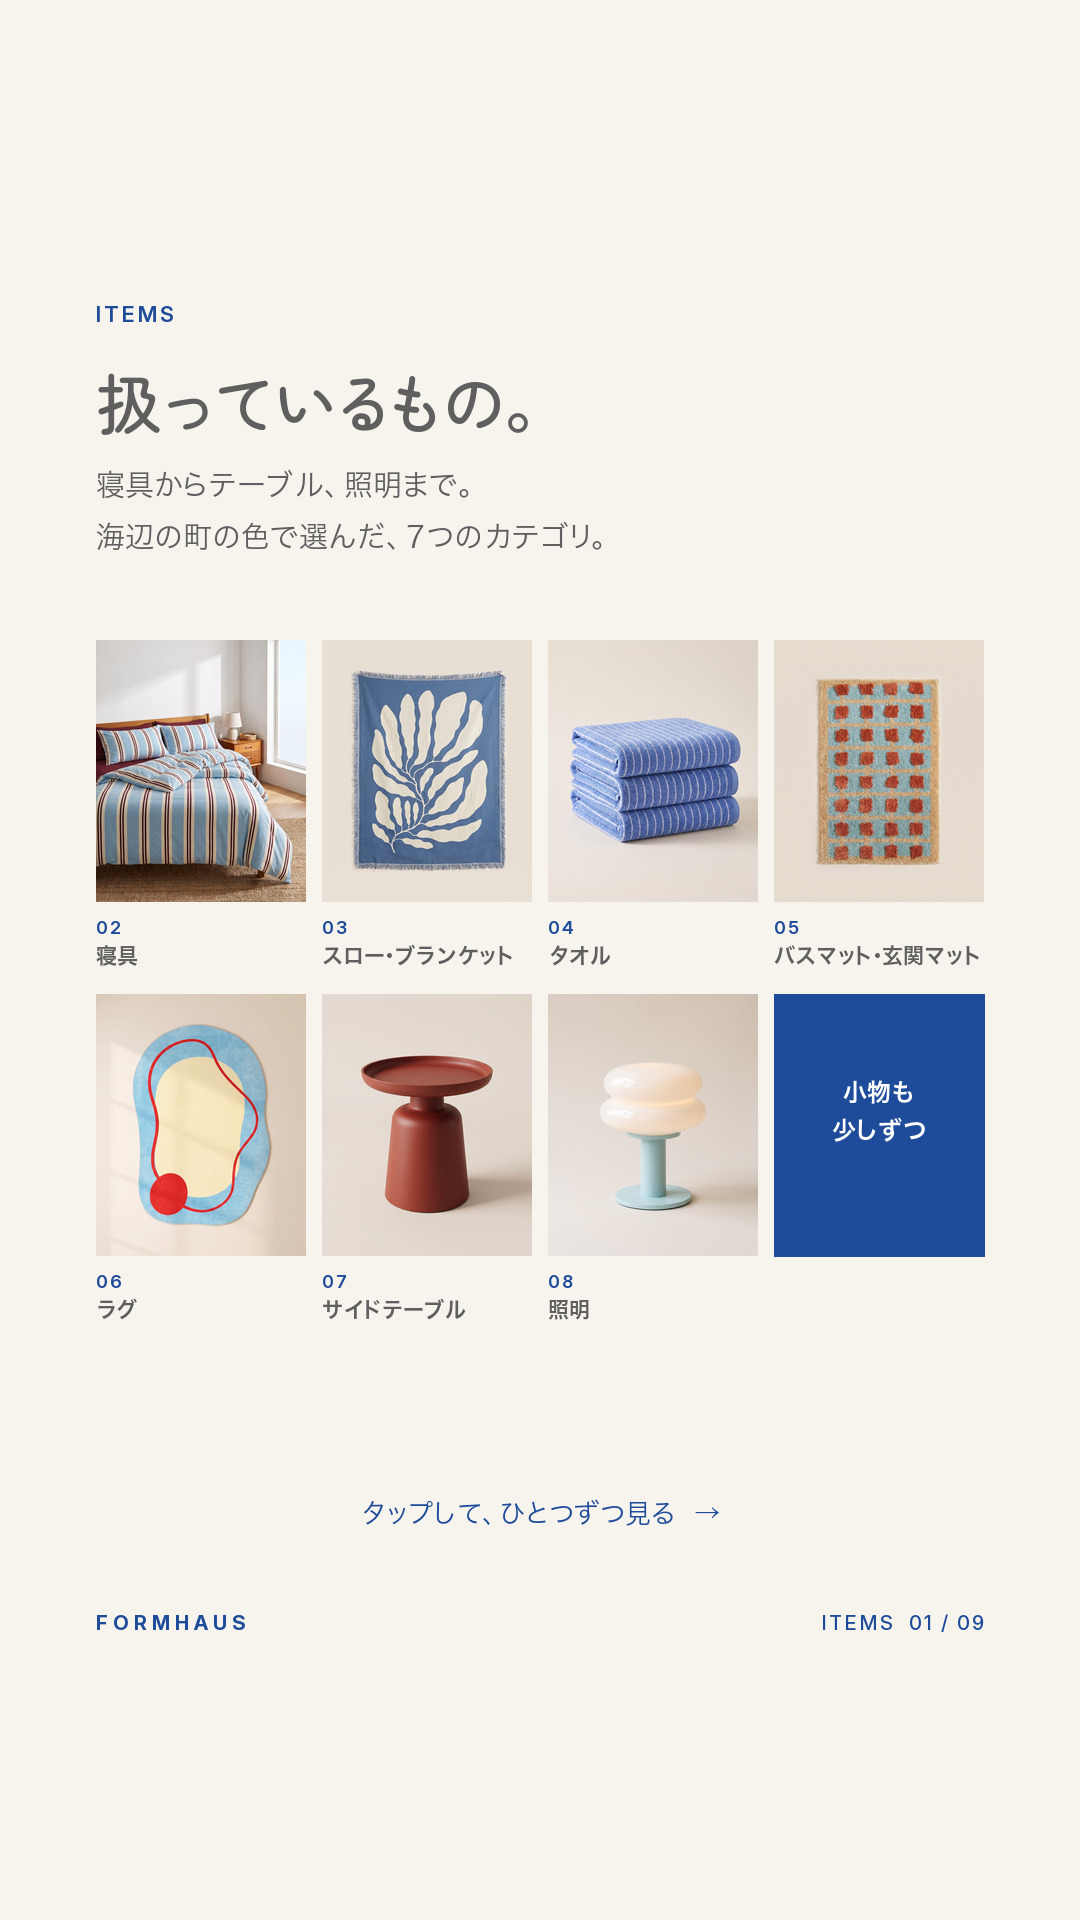 ITEMS
扱っているもの。
寝具からテーブル、照明まで。
海辺の町の色で選んだ、7つのカテゴリ。
02
寝具
03
スロー・ブランケット
04
タオル
05
バスマット・玄関マット
小物も
少しずつ
06
ラグ
07
サイドテーブル
08
照明
タップして、ひとつずつ見る →
FORMHAUS
ITEMS 01 / 09